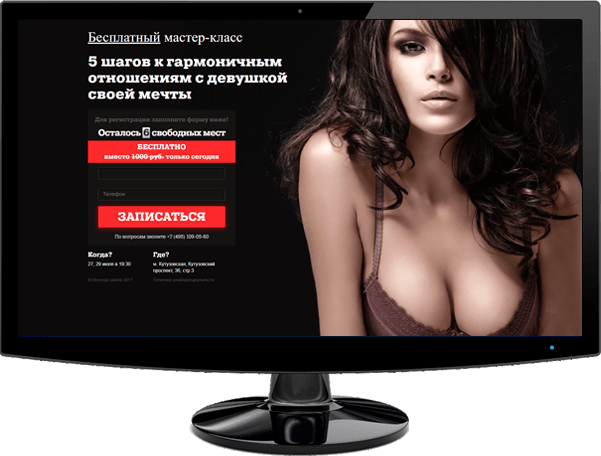 Бесплатный мастер-класс
5 шагов к гармоничным
отношениям с девушкой
своей мечты
Для регистрации заполните форму ниже!
Осталось 6 свободных мест
БЕСПЛАТНО
вместо 1000 руб. только сегодня
Телефон
ЗАПИСАТЬСЯ
По вопросам звоните +7 (495) 109-05-60
Когда?
27, 29 июля в 19:30
Где?
м. Кутузовская, Кутузовский
проспект, 36, стр 3
Политика конфиденциальности